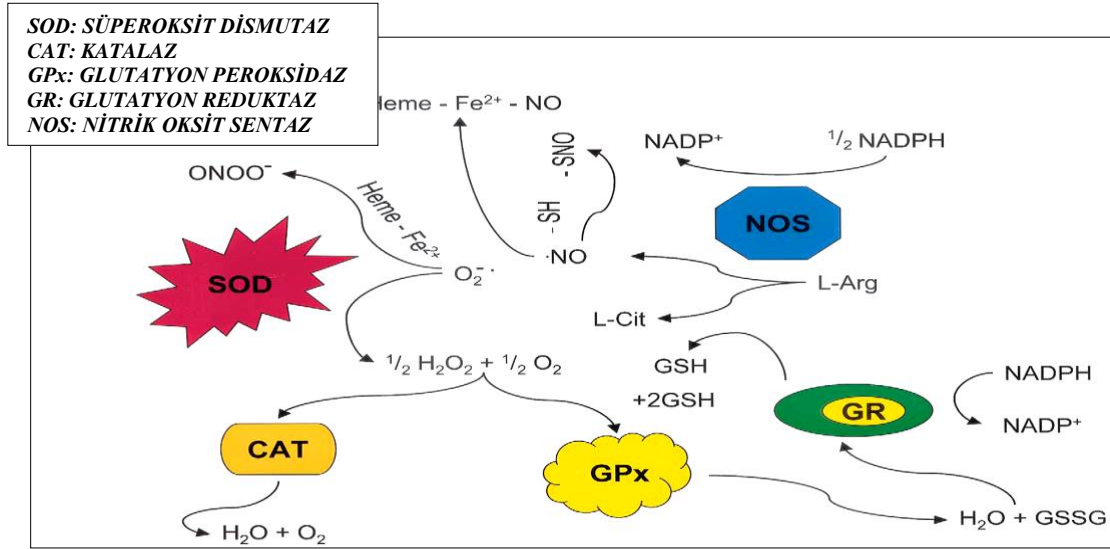 SOD: SÜPEROKSİT DİSMUTAZ
CAT: KATALAZ
GPx: GLUTATYON PEROKSİDAZ
GR: GLUTATYON REDUKTAZ
NOS: NİTRİK OKSİT SENTAZ
Heme - Fe²⁺ - NO
NADP⁺
½ NADPH
ONOO⁻
Heme - Fe²⁺
- SNO
- SH
NOS
SOD
O₂⁻·
·NO
L-Arg
L-Cit
½ H₂O₂ + ½ O₂
GSH
+2GSH
NADPH
GR
NADP⁺
CAT
GPx
H₂O + O₂
H₂O + GSSG